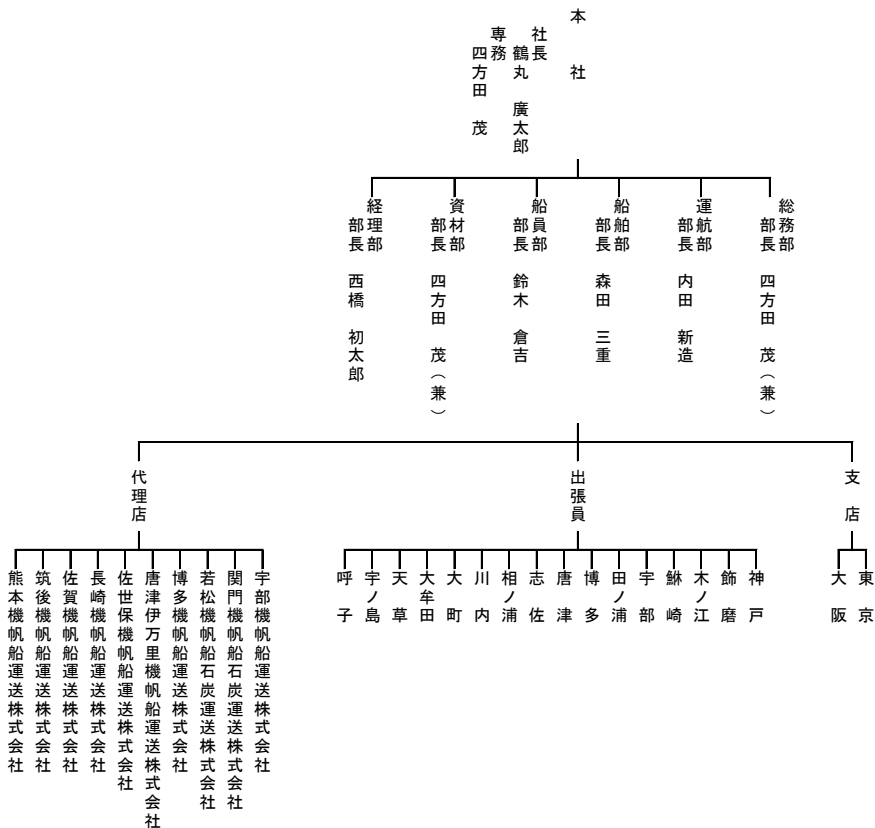 本　社
社長
鶴丸　廣太郎
専務
四方田　茂
総務部
部長　四方田　茂（兼）
運航部
部長　内田　新造
船舶部
部長　森田　三重
船員部
部長　鈴木　倉吉
資材部
部長　四方田　茂（兼）
経理部
部長　西橋　初太郎
支　店
東　京
大　阪
出張員
神　戸
飾　磨
木ノ江
鮴　崎
宇　部
田ノ浦
博　多
唐　津
志　佐
相ノ浦
川　内
大　町
大牟田
天　草
宇ノ島
呼　子
代理店
宇部機帆船運送株式会社
関門機帆船石炭運送株式会社
若松機帆船石炭運送株式会社
博多機帆船運送株式会社
唐津伊万里機帆船運送株式会社
佐世保機帆船運送株式会社
長崎機帆船運送株式会社
佐賀機帆船運送株式会社
筑後機帆船運送株式会社
熊本機帆船運送株式会社